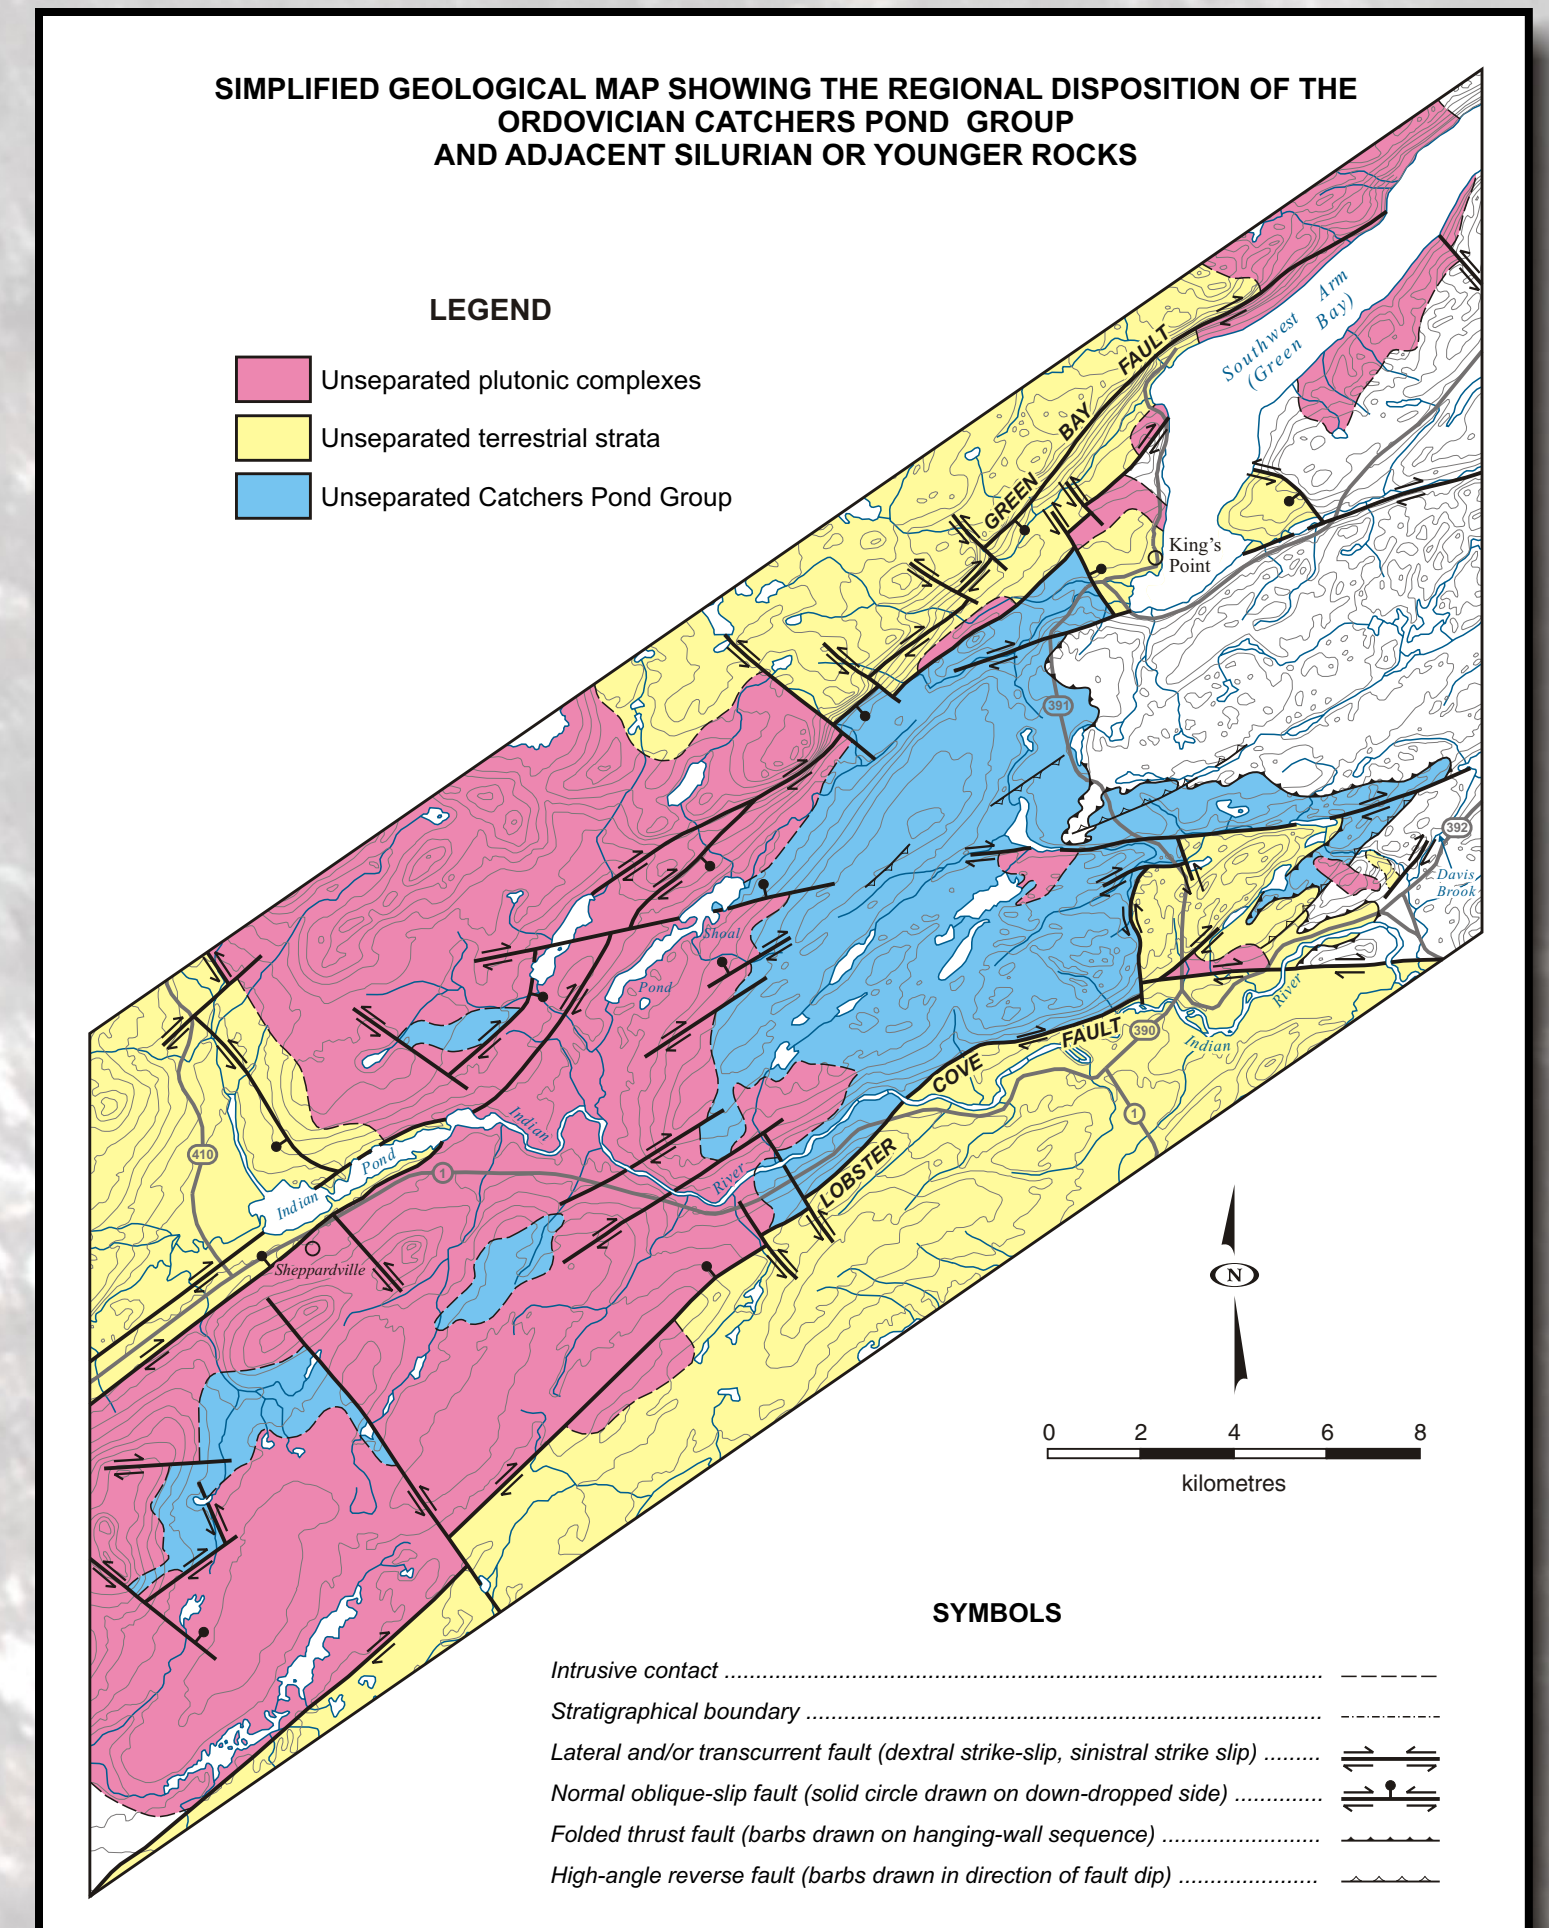 SIMPLIFIED GEOLOGICAL MAP SHOWING THE REGIONAL DISPOSITION OF THE
ORDOVICIAN CATCHERS POND GROUP
AND ADJACENT SILURIAN OR YOUNGER ROCKS
LEGEND
Unseparated plutonic complexes
Unseparated terrestrial strata
Unseparated Catchers Pond Group
Southwest Arm
(Green Bay)
GREEN BAY FAULT
King's
Point
391
392
Davis
Brook
Shoal
Pond
River
Indian
390
LOBSTER COVE FAULT
1
Indian
River
410
Indian Pond
1
Sheppardville
N
0 2 4 6 8
kilometres
SYMBOLS
Intrusive contact
Stratigraphical boundary
Lateral and/or transcurrent fault (dextral strike-slip, sinistral strike slip)
Normal oblique-slip fault (solid circle drawn on down-dropped side)
Folded thrust fault (barbs drawn on hanging-wall sequence)
High-angle reverse fault (barbs drawn in direction of fault dip)